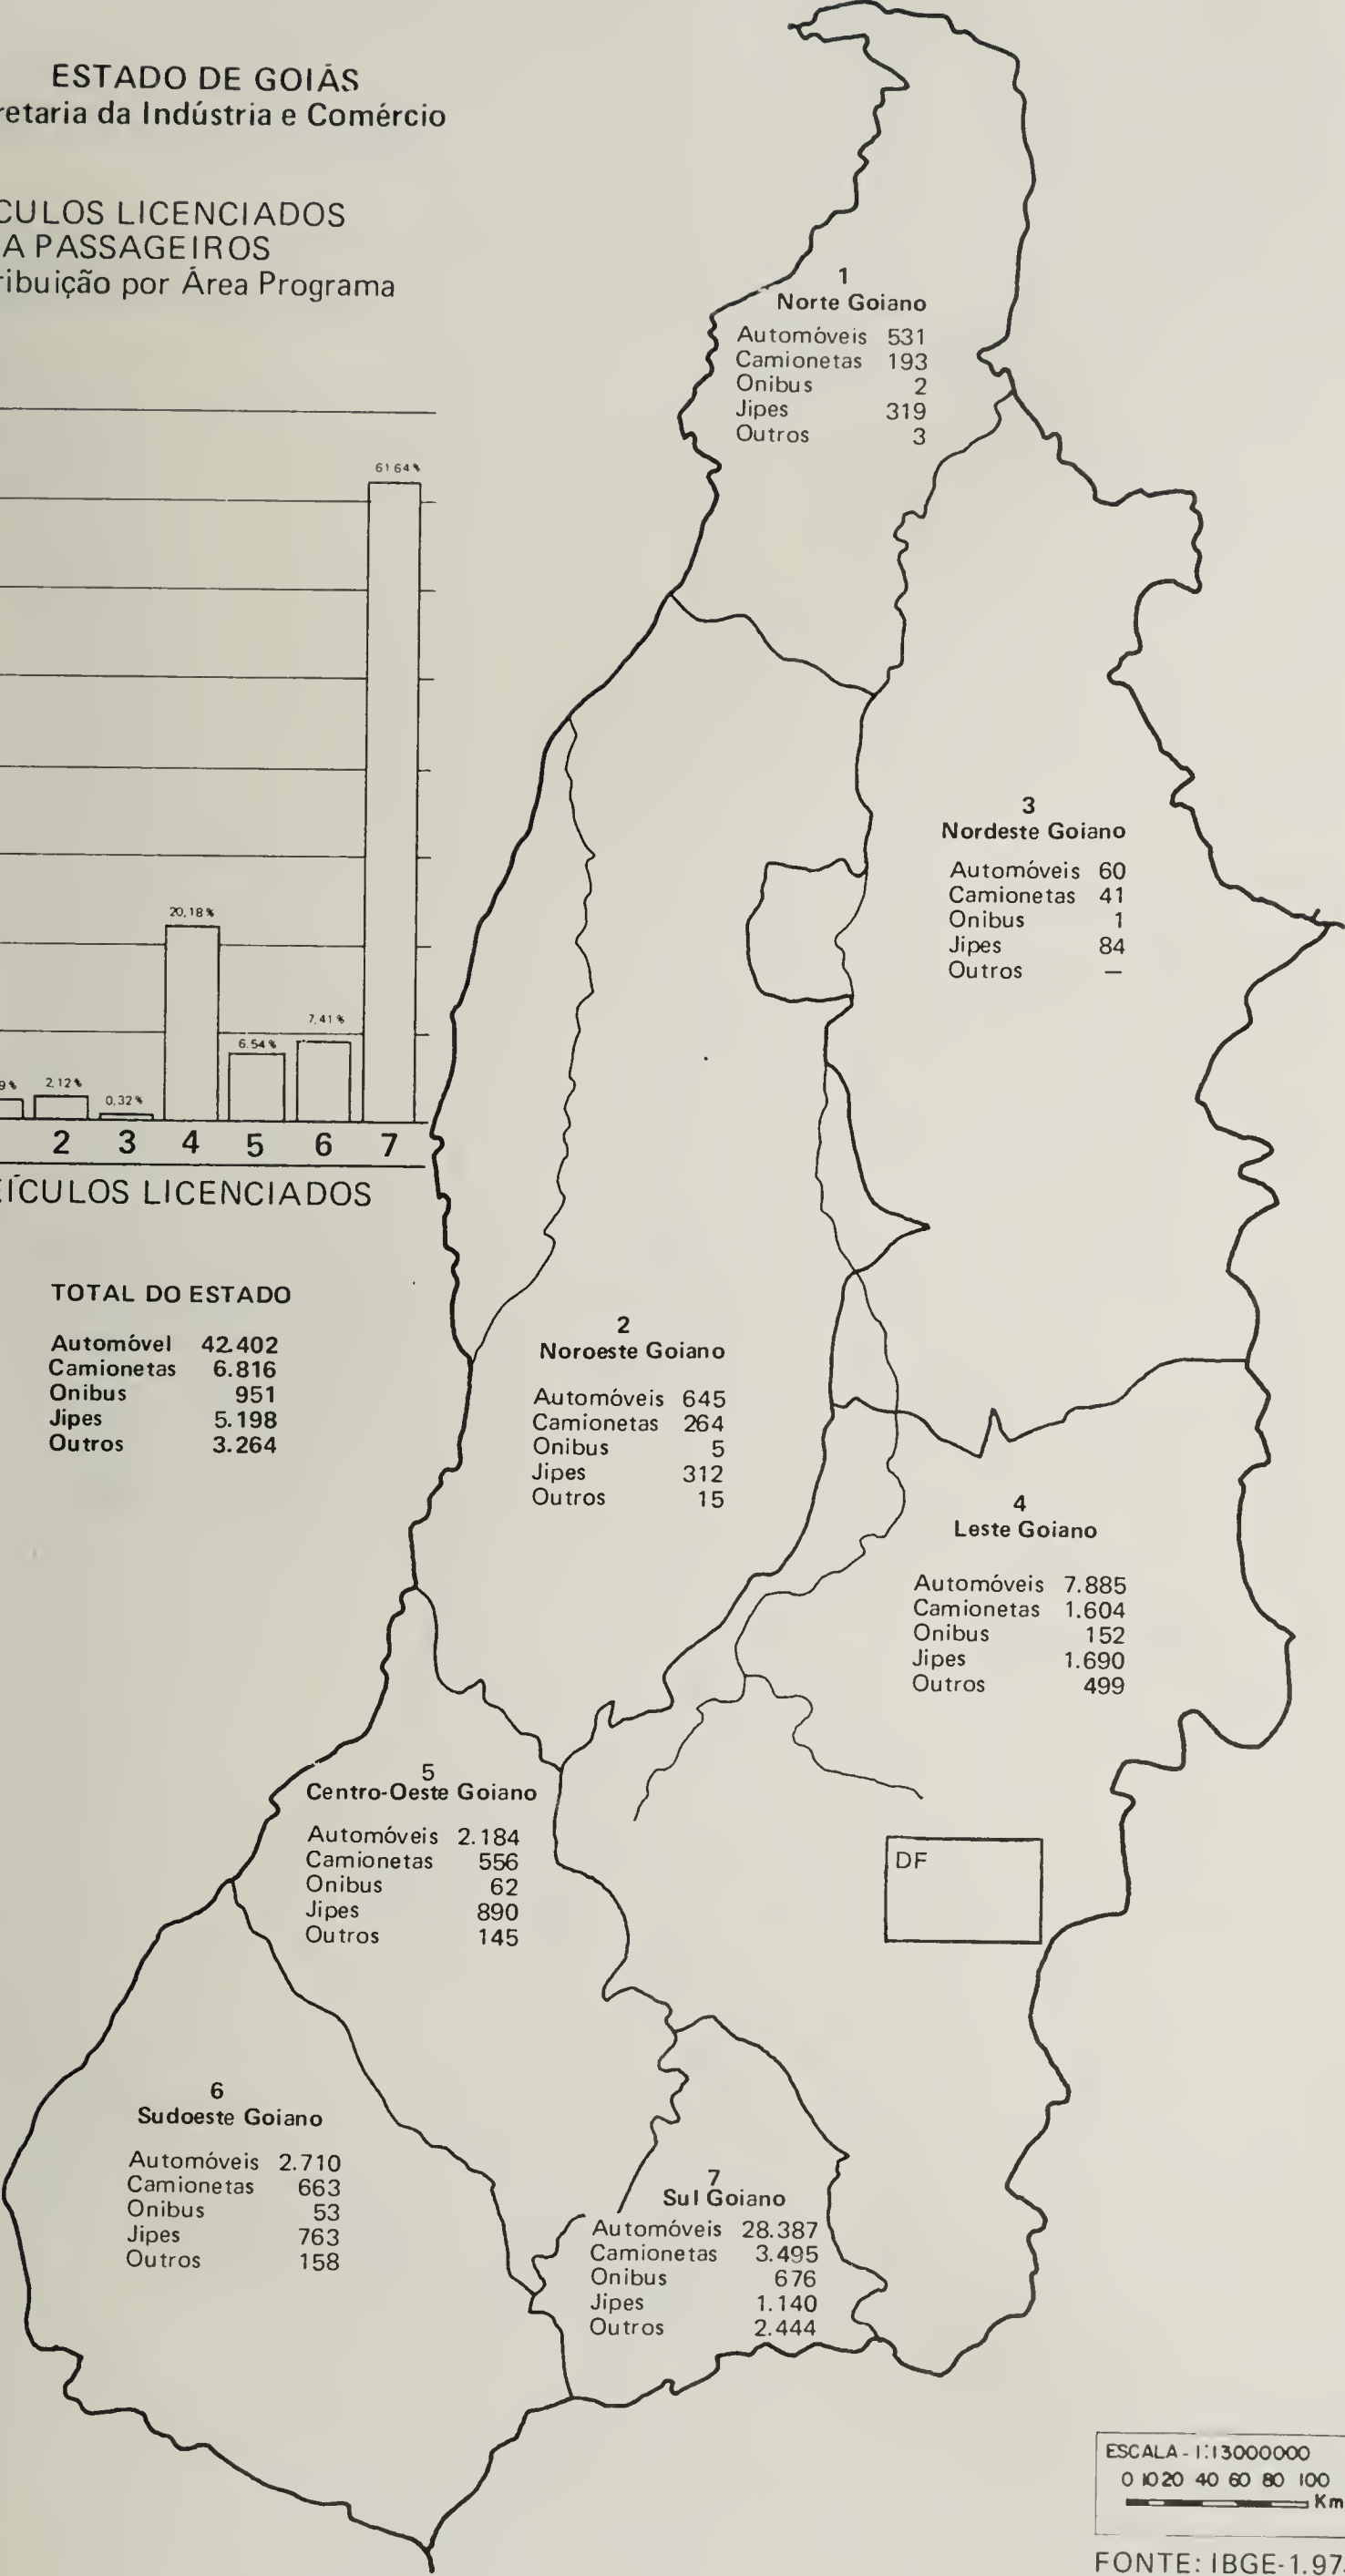 ESTADO DE GOIÁS
retaria da Indústria e Comércio
CULOS LICENCIADOS
A PASSAGEIROS
ribuição por Área Programa
61 64%
20,18%
7,41%
6.54%
9%
2,12%
0,32%
2 3 4 5 6 7
EÍCULOS LICENCIADOS
TOTAL DO ESTADO
Automóvel 42.402
Camionetas 6.816
Onibus 951
Jipes 5.198
Outros 3.264
1
Norte Goiano
Automóveis 531
Camionetas 193
Onibus 2
Jipes 319
Outros 3
3
Nordeste Goiano
Automóveis 60
Camionetas 41
Onibus 1
Jipes 84
Outros —
2
Noroeste Goiano
Automóveis 645
Camionetas 264
Onibus 5
Jipes 312
Outros 15
4
Leste Goiano
Automóveis 7.885
Camionetas 1.604
Onibus 152
Jipes 1.690
Outros 499
5
Centro-Oeste Goiano
Automóveis 2.184
Camionetas 556
Onibus 62
Jipes 890
Outros 145
DF
6
Sudoeste Goiano
Automóveis 2.710
Camionetas 663
Onibus 53
Jipes 763
Outros 158
7
Sul Goiano
Automóveis 28.387
Camionetas 3.495
Onibus 676
Jipes 1.140
Outros 2.444
ESCALA - 1:13000000
0 10 20 40 60 80 100
Km
FONTE: IBGE-1.97